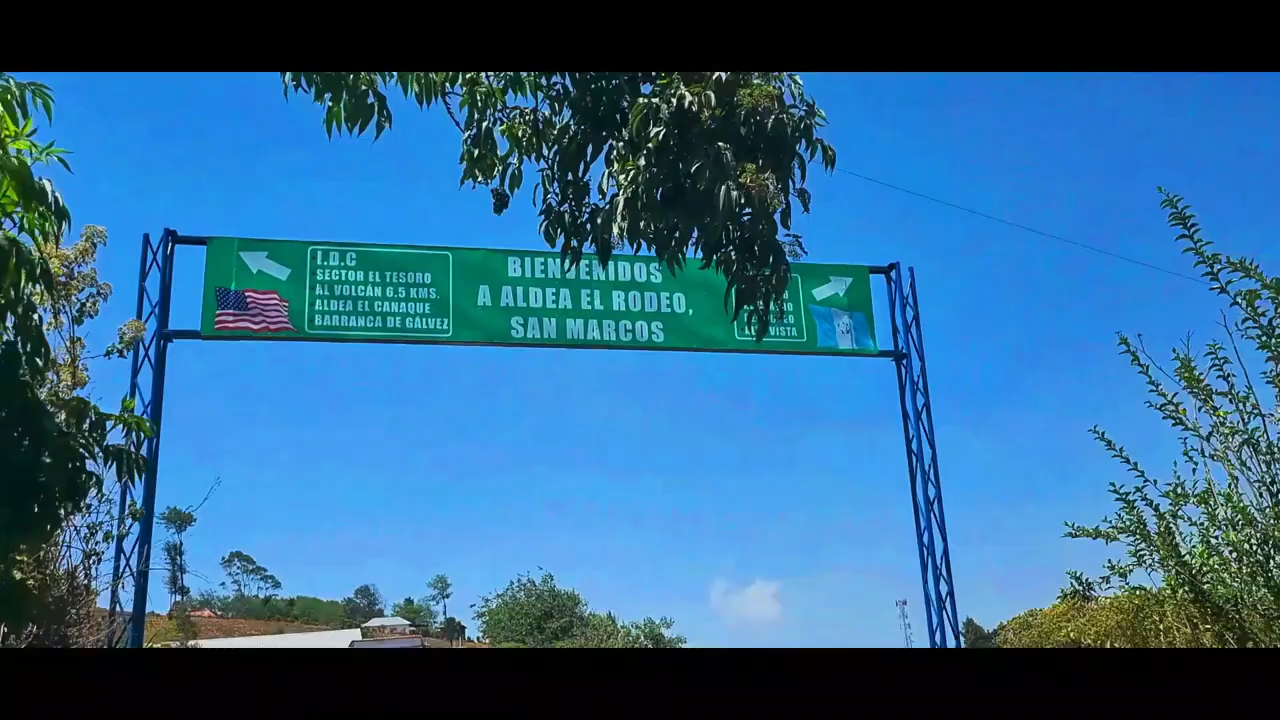 I.D.C
SECTOR EL TESORO
AL VOLCÁN 6.5 KMS.
ALDEA EL CANAQUE
BARRANCA DE GÁLVEZ
BIENVENIDOS
A ALDEA EL RODEO,
SAN MARCOS
VISTA